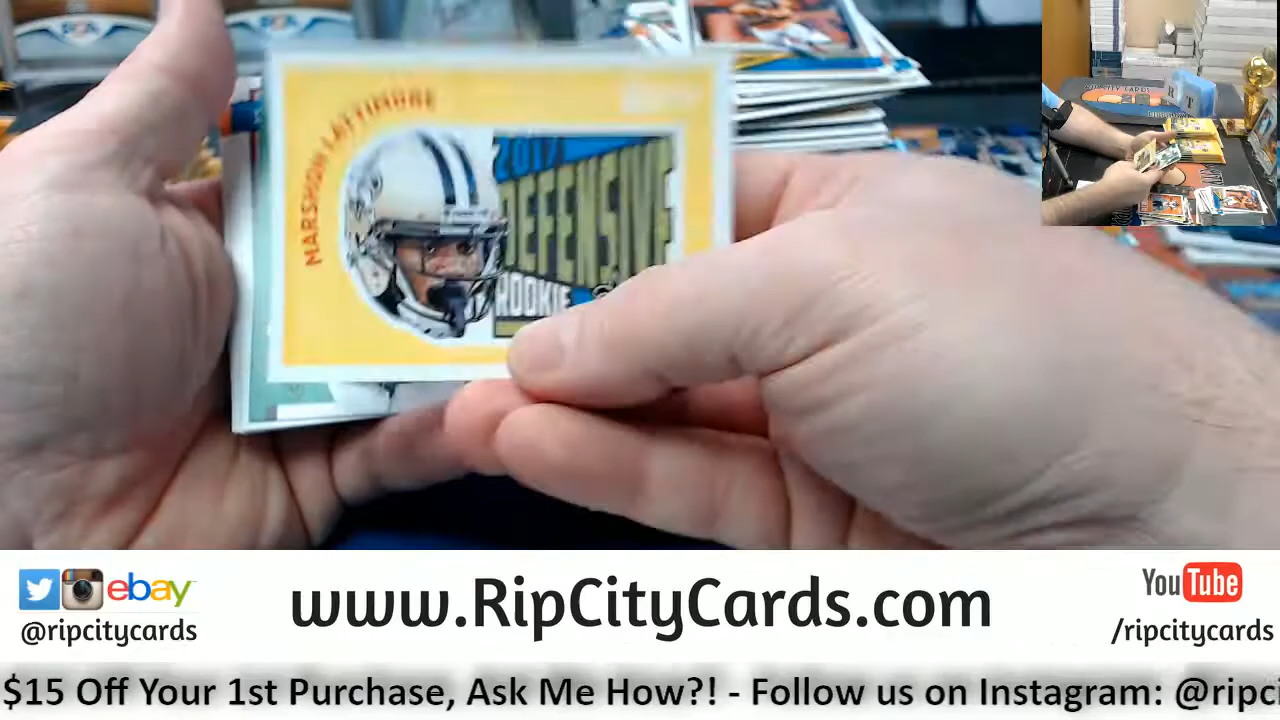 MARSHON LATTIMORE
2017
DEFENSIVE
ROOKIE
ebay
@ripcitycards
www.RipCityCards.com
YouTube
/ripcitycards
$15 Off Your 1st Purchase, Ask Me How?! - Follow us on Instagram: @ripci